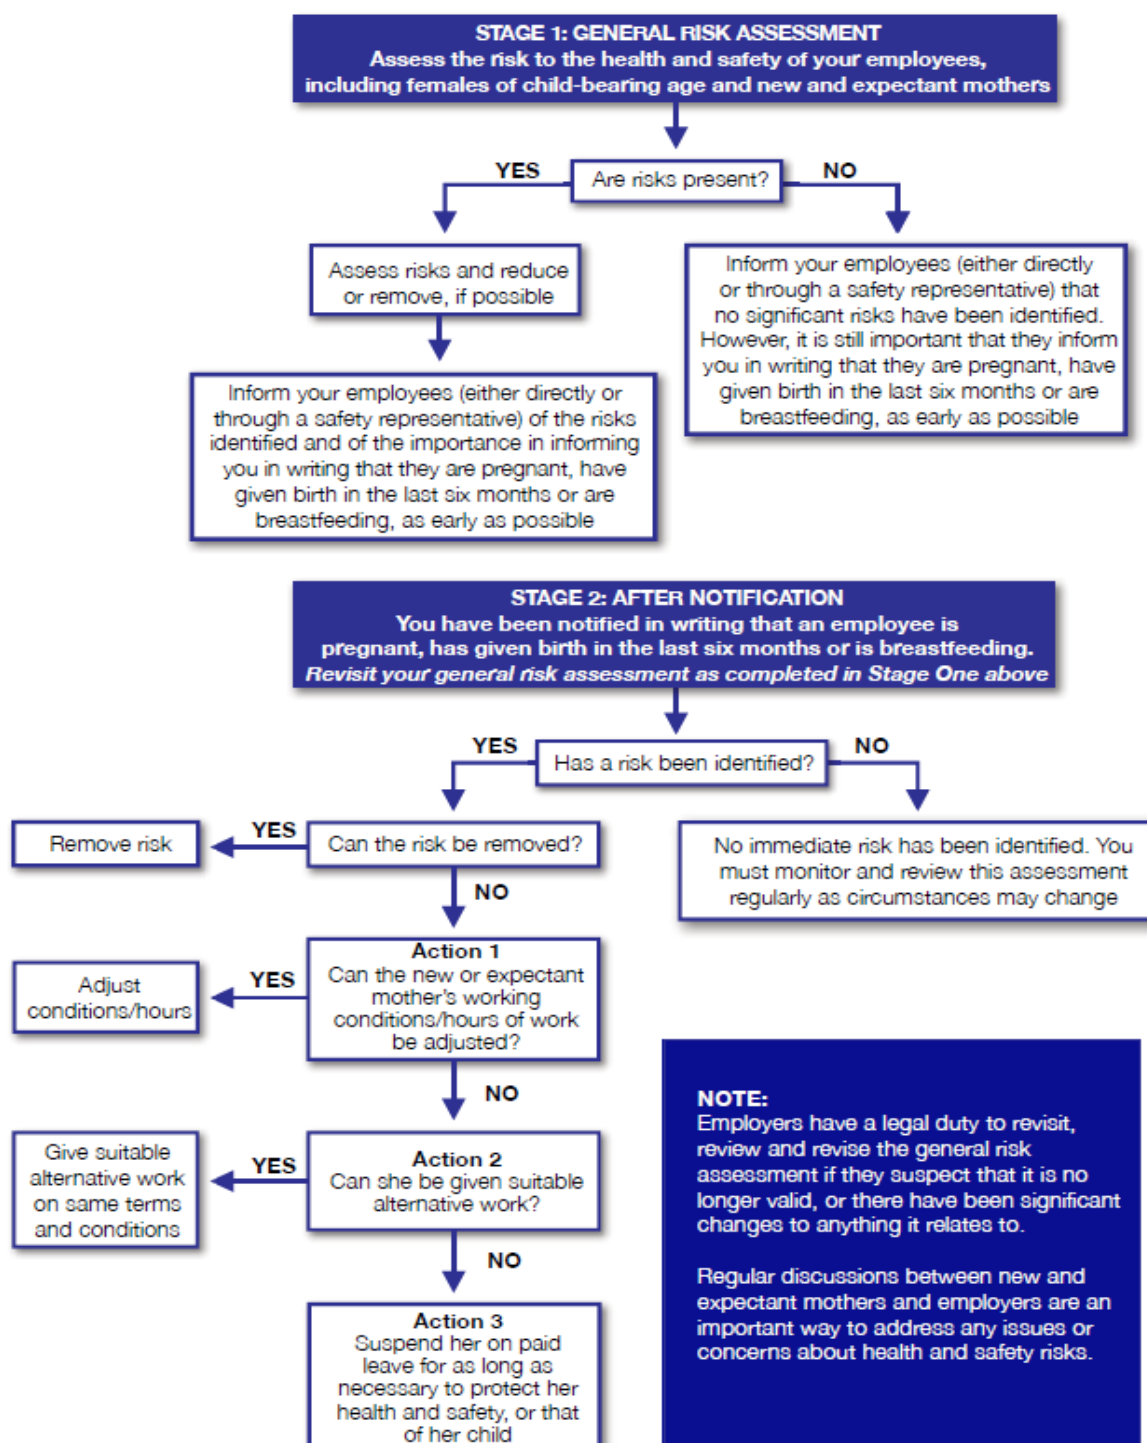 STAGE 1: GENERAL RISK ASSESSMENT
Assess the risk to the health and safety of your employees,
including females of child-bearing age and new and expectant mothers
YES
Are risks present?
NO
Assess risks and reduce
or remove, if possible
Inform your employees (either directly
or through a safety representative) that
no significant risks have been identified.
However, it is still important that they inform
you in writing that they are pregnant, have
given birth in the last six months or are
breastfeeding, as early as possible
Inform your employees (either directly or
through a safety representative) of the risks
identified and of the importance in informing
you in writing that they are pregnant, have
given birth in the last six months or are
breastfeeding, as early as possible
STAGE 2: AFTER NOTIFICATION
You have been notified in writing that an employee is
pregnant, has given birth in the last six months or is breastfeeding.
Revisit your general risk assessment as completed in Stage One above
YES
Has a risk been identified?
NO
Remove risk
YES
Can the risk be removed?
No immediate risk has been identified. You
must monitor and review this assessment
regularly as circumstances may change
NO
Adjust
conditions/hours
YES
Action 1
Can the new or expectant
mother's working
conditions/hours of work
be adjusted?
NO
Give suitable
alternative work
on same terms
and conditions
YES
Action 2
Can she be given suitable
alternative work?
NO
Action 3
Suspend her on paid
leave for as long as
necessary to protect her
health and safety, or that
of her child
NOTE:
Employers have a legal duty to revisit,
review and revise the general risk
assessment if they suspect that it is no
longer valid, or there have been significant
changes to anything it relates to.
Regular discussions between new and
expectant mothers and employers are an
important way to address any issues or
concerns about health and safety risks.